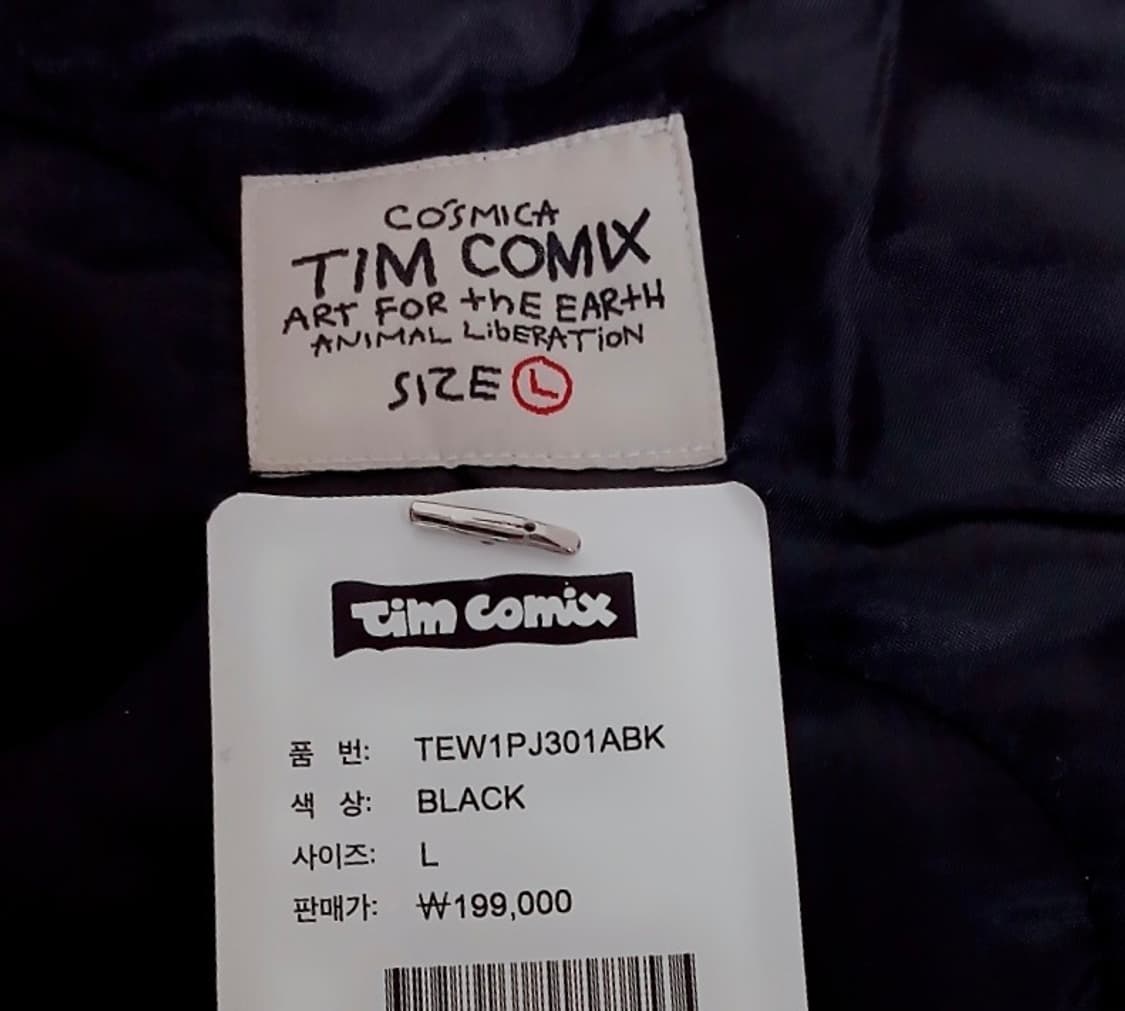 COSMICA
TIM COMIX
ART FOR thE EARtH
ANIMAL LibERATiON
SIZE L
Tim Comix
품 번: TEW1PJ301ABK
색 상: BLACK
사이즈: L
판매가: ₩199,000